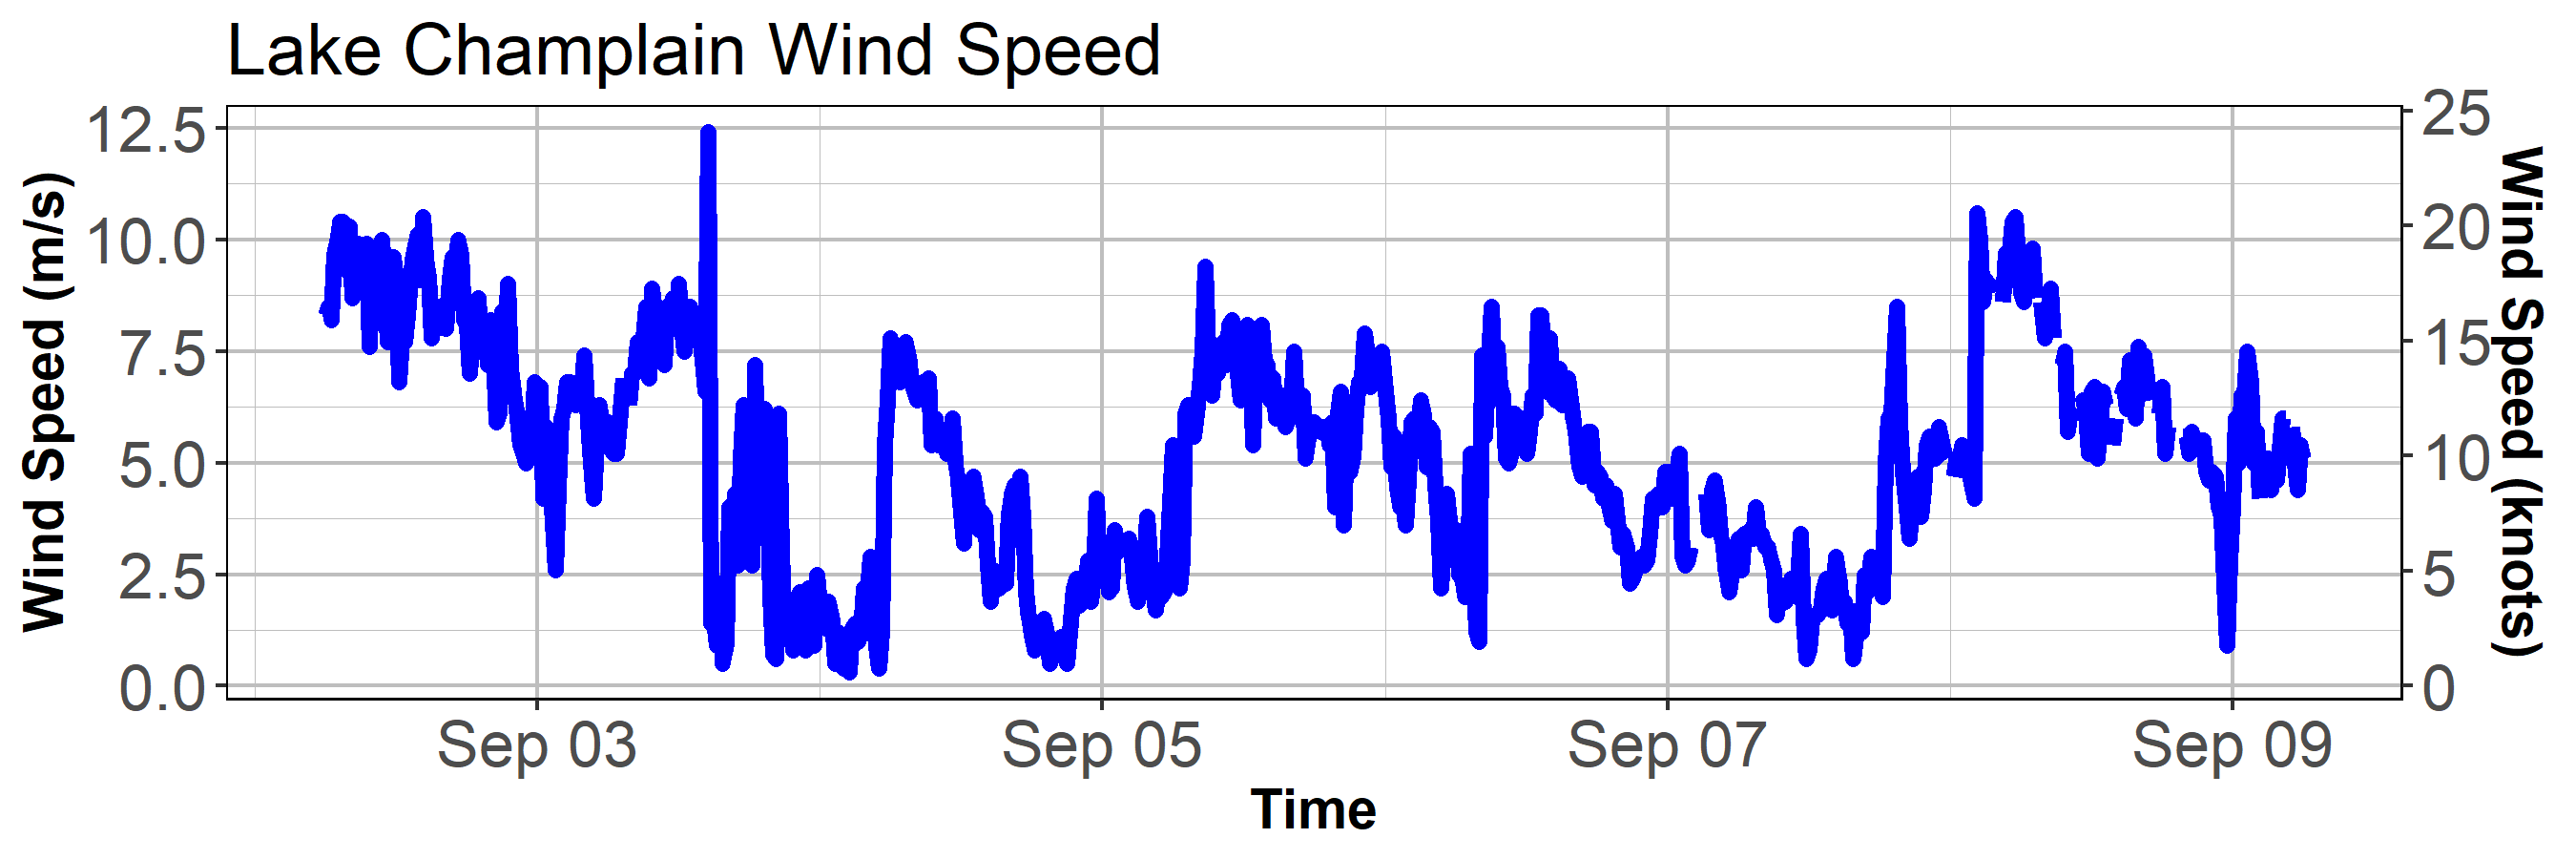 Lake Champlain Wind Speed
Wind Speed (m/s)
12.5
10.0
7.5
5.0
2.5
0.0
25
20
15
10
5
0
Wind Speed (knots)
Sep 03 Sep 05 Sep 07 Sep 09
Time